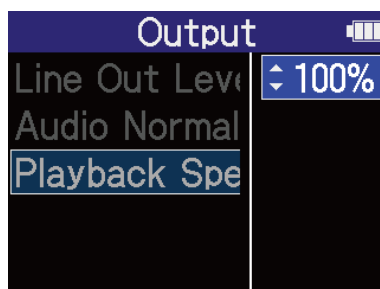 Output
Line Out Leve
100%
Audio Normal
Playback Spe